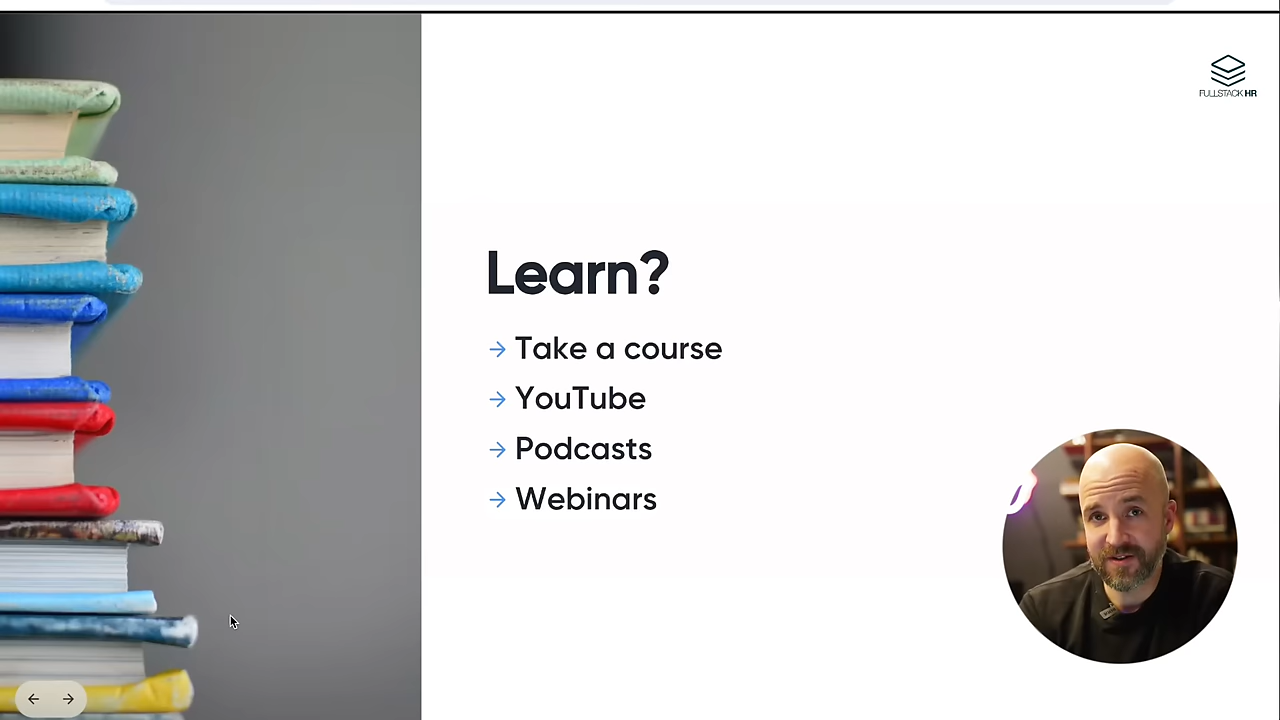 FULLSTACK HR
Learn?
→ Take a course
→ YouTube
→ Podcasts
→ Webinars